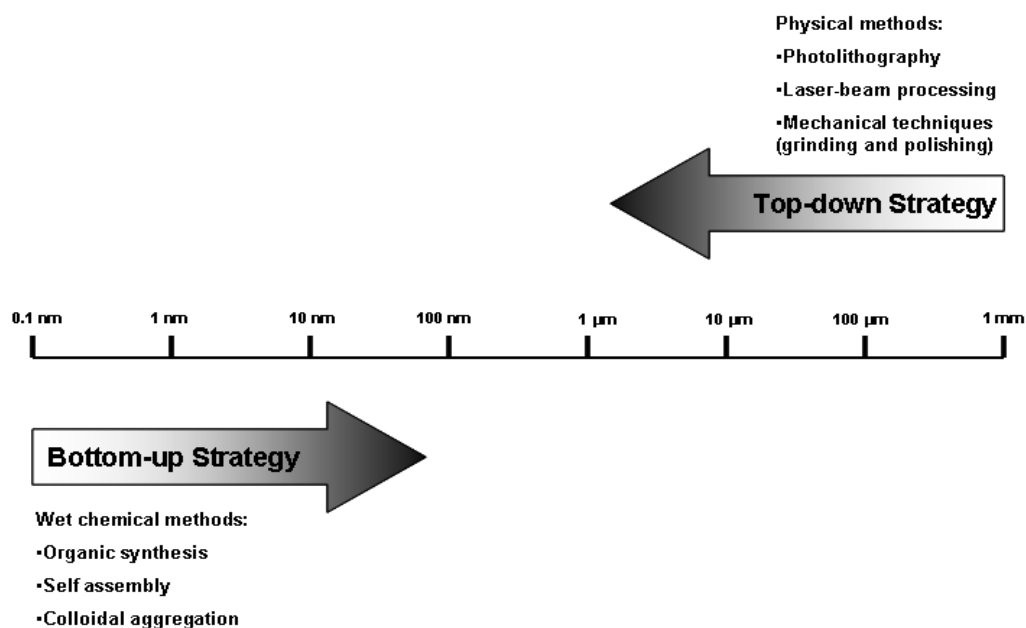 Physical methods:
▪Photolithography
▪Laser-beam processing
▪Mechanical techniques
(grinding and polishing)
Top-down Strategy
0.1 nm 1 nm 10 nm 100 nm 1 µm 10 µm 100 µm 1 mm
Bottom-up Strategy
Wet chemical methods:
▪Organic synthesis
▪Self assembly
▪Colloidal aggregation